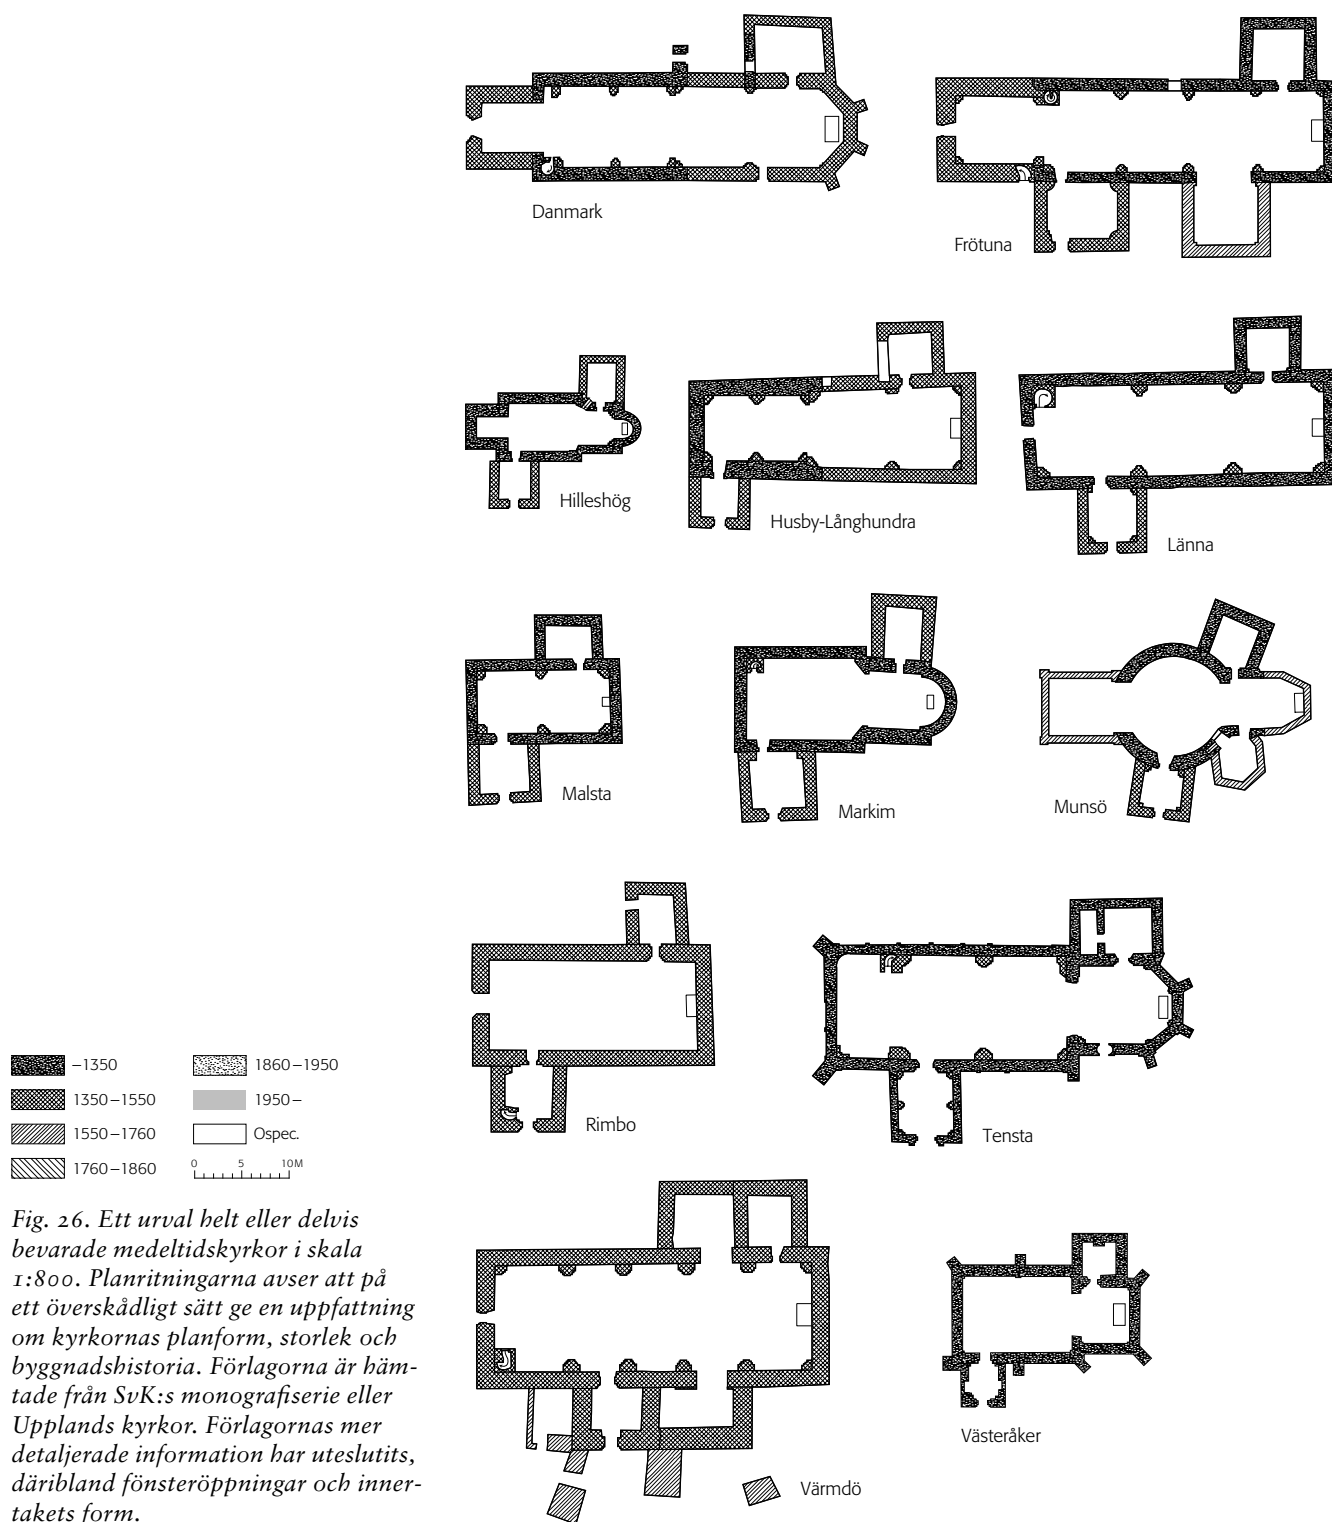 Danmark
Frötuna
Hilleshög
Husby-Långhundra
Länna
Malsta
Markim
Munsö
Rimbo
Tensta
Värmdö
Västeråker
–1350
1350–1550
1550–1760
1760–1860
1860–1950
1950–
Ospec.
0 5 10M
Fig. 26. Ett urval helt eller delvis
bevarade medeltidskyrkor i skala
1:800. Planritningarna avser att på
ett överskådligt sätt ge en uppfattning
om kyrkornas planform, storlek och
byggnadshistoria. Förlagorna är häm-
tade från SvK:s monografiserie eller
Upplands kyrkor. Förlagornas mer
detaljerade information har uteslutits,
däribland fönsteröppningar och inner-
takets form.